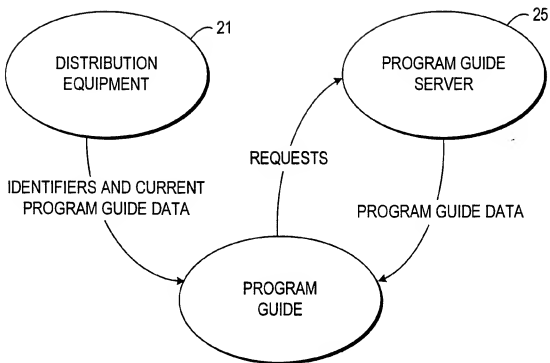 21
DISTRIBUTION
EQUIPMENT
25
PROGRAM GUIDE
SERVER
REQUESTS
IDENTIFIERS AND CURRENT
PROGRAM GUIDE DATA
PROGRAM GUIDE DATA
PROGRAM
GUIDE